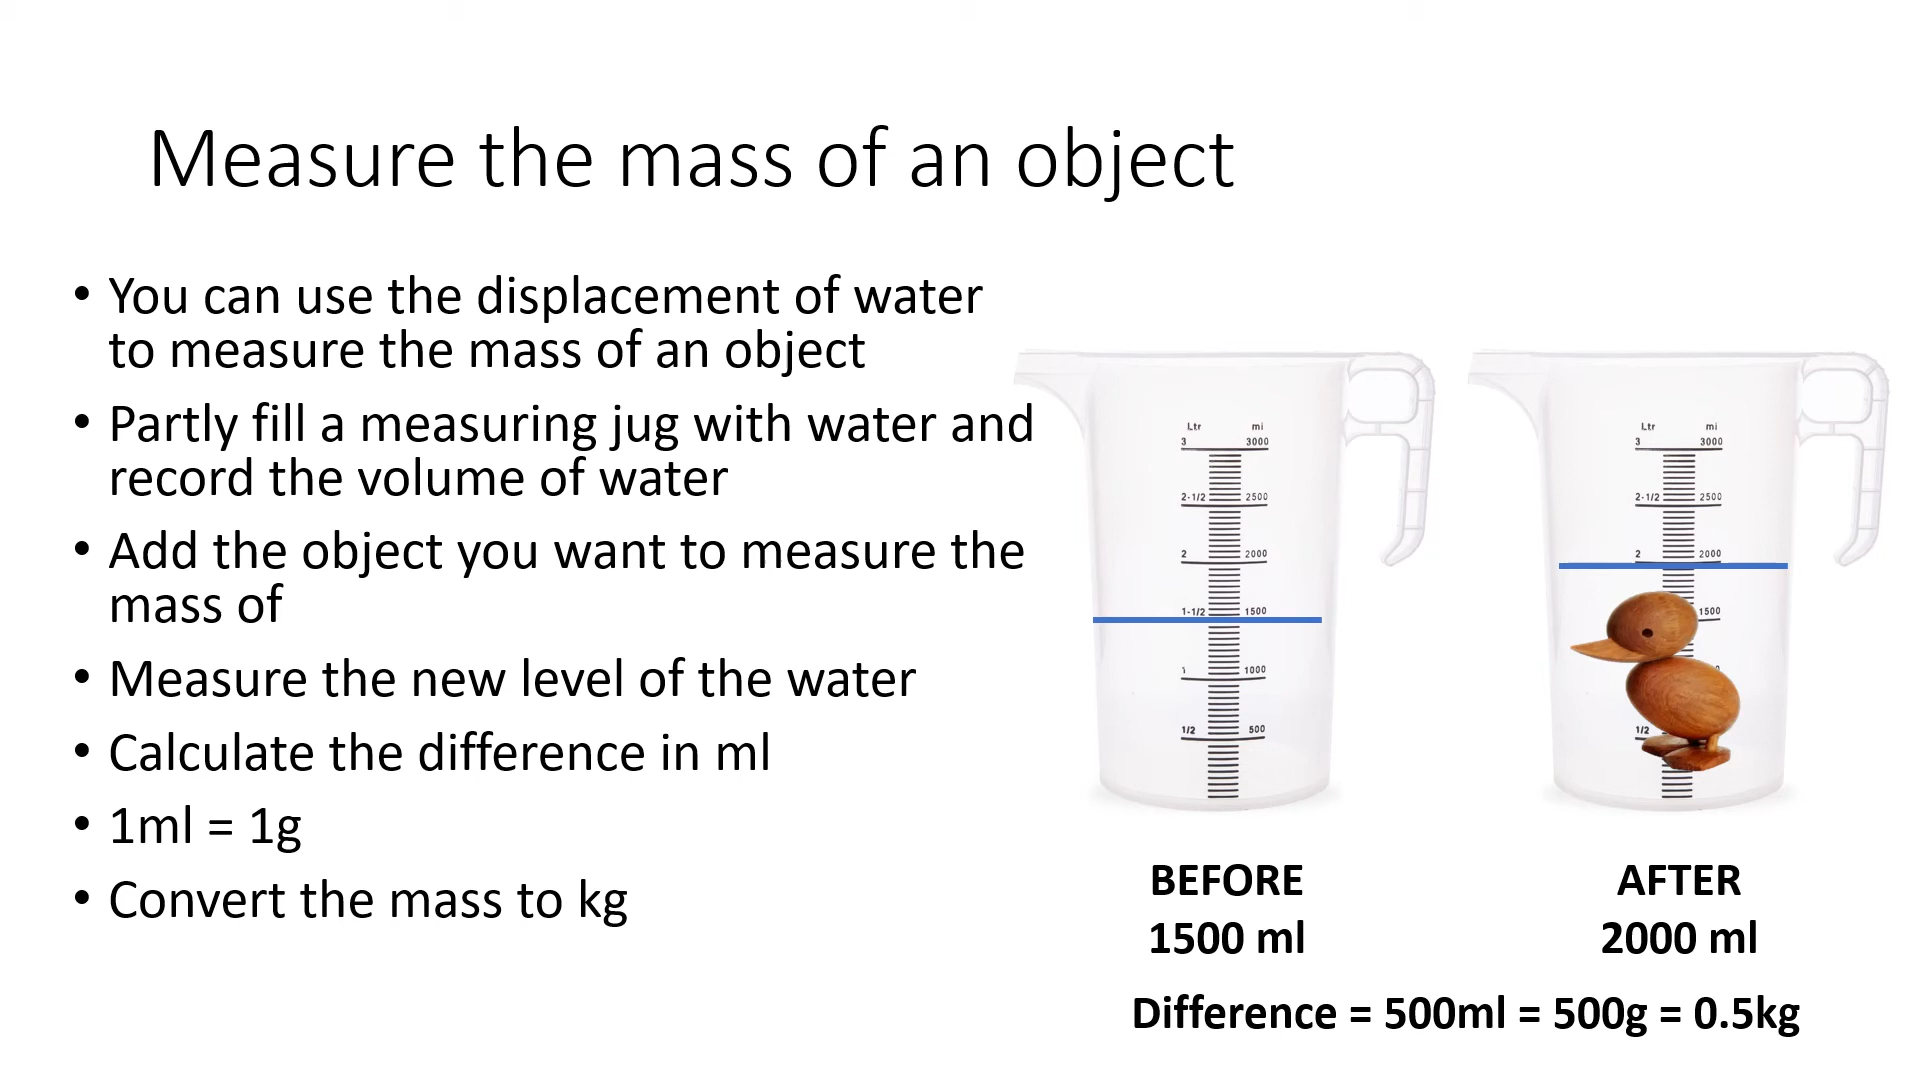 Measure the mass of an object
• You can use the displacement of water
to measure the mass of an object
• Partly fill a measuring jug with water and
record the volume of water
• Add the object you want to measure the
mass of
• Measure the new level of the water
• Calculate the difference in ml
• 1ml = 1g
• Convert the mass to kg
Ltr mi
3 3000
2-1/2 2500
2 2000
1-1/2 1500
1 1000
1/2 500
BEFORE
1500 ml
Ltr mi
3 3000
2-1/2 2500
2 2000
1500
1/2
AFTER
2000 ml
Difference = 500ml = 500g = 0.5kg